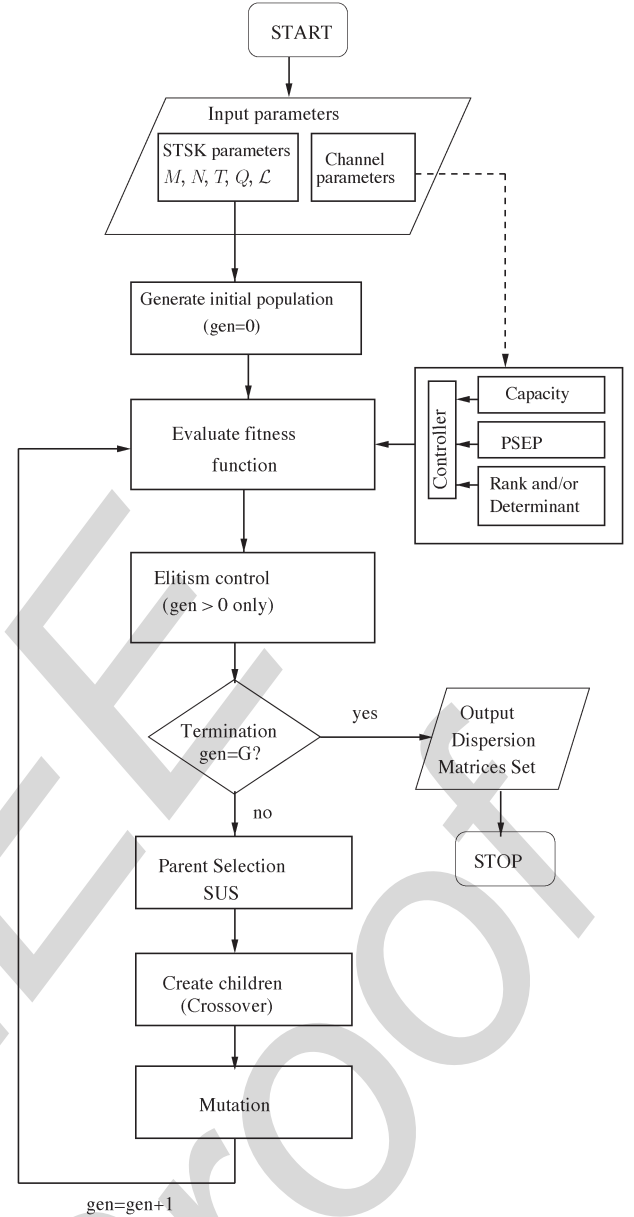 START
Input parameters
STSK parameters
M, N, T, Q, ℒ
Channel
parameters
Generate initial population
(gen=0)
Evaluate fitness
function
Controller
Capacity
PSEP
Rank and/or
Determinant
Elitism control
(gen > 0 only)
Termination
gen=G?
yes
Output
Dispersion
Matrices Set
STOP
no
Parent Selection
SUS
Create children
(Crossover)
Mutation
gen=gen+1
IEEE
Proof